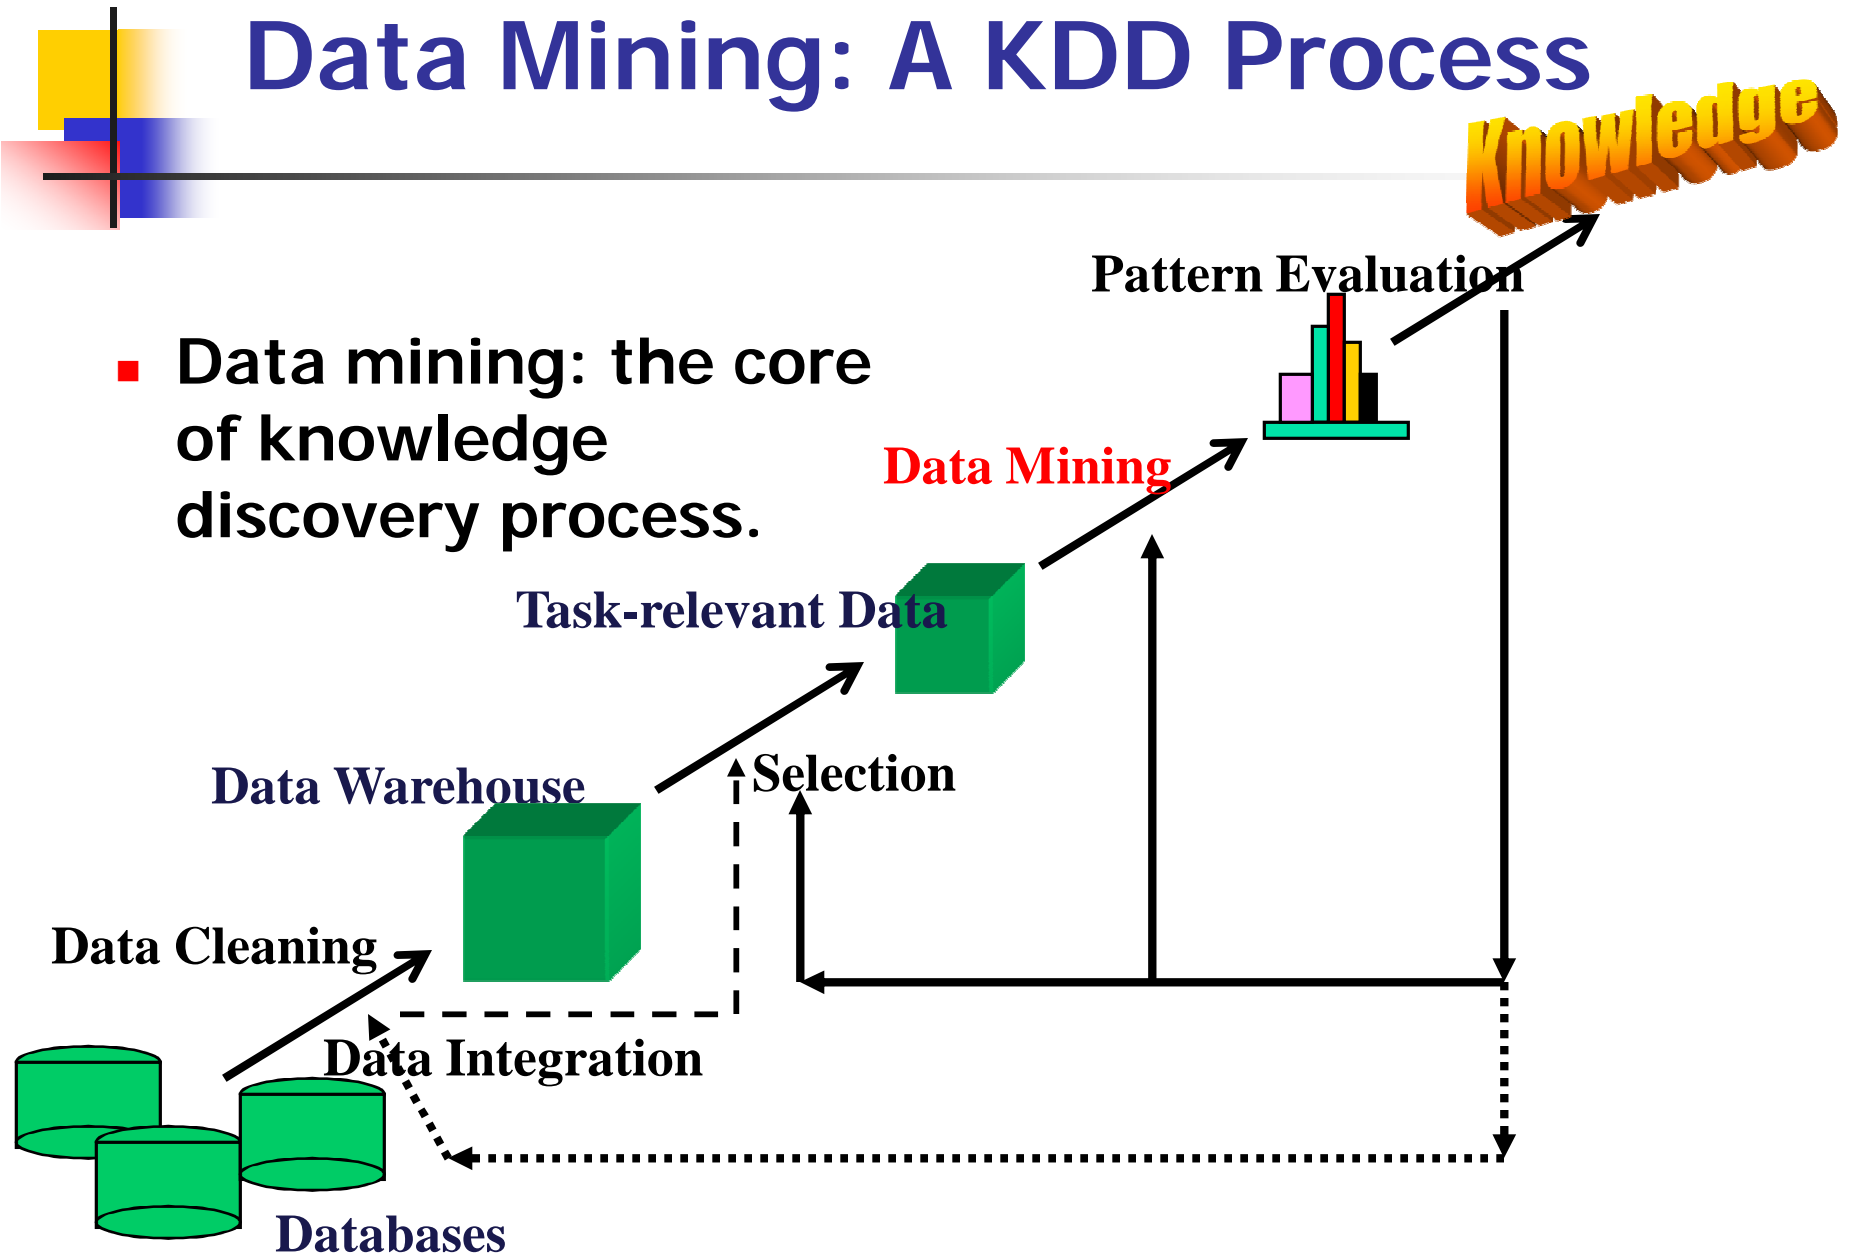 Data Mining: A KDD Process
Knowledge
Pattern Evaluation
Data mining: the core
of knowledge
discovery process.
Data Mining
Task-relevant Data
Selection
Data Warehouse
Data Cleaning
Data Integration
Databases